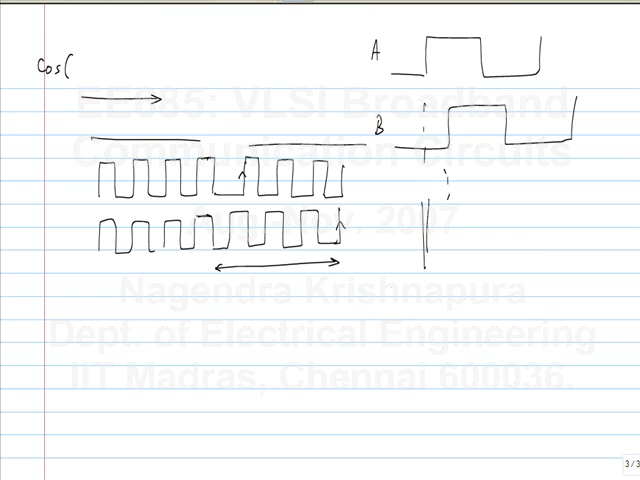 cos(
A
B
EE685: VLSI Broadband
Communication Circuits
Aug-Nov. 2007
Nagendra Krishnapura
Dept. of Electrical Engineering
IIT Madras, Chennai 600036.
3 / 3